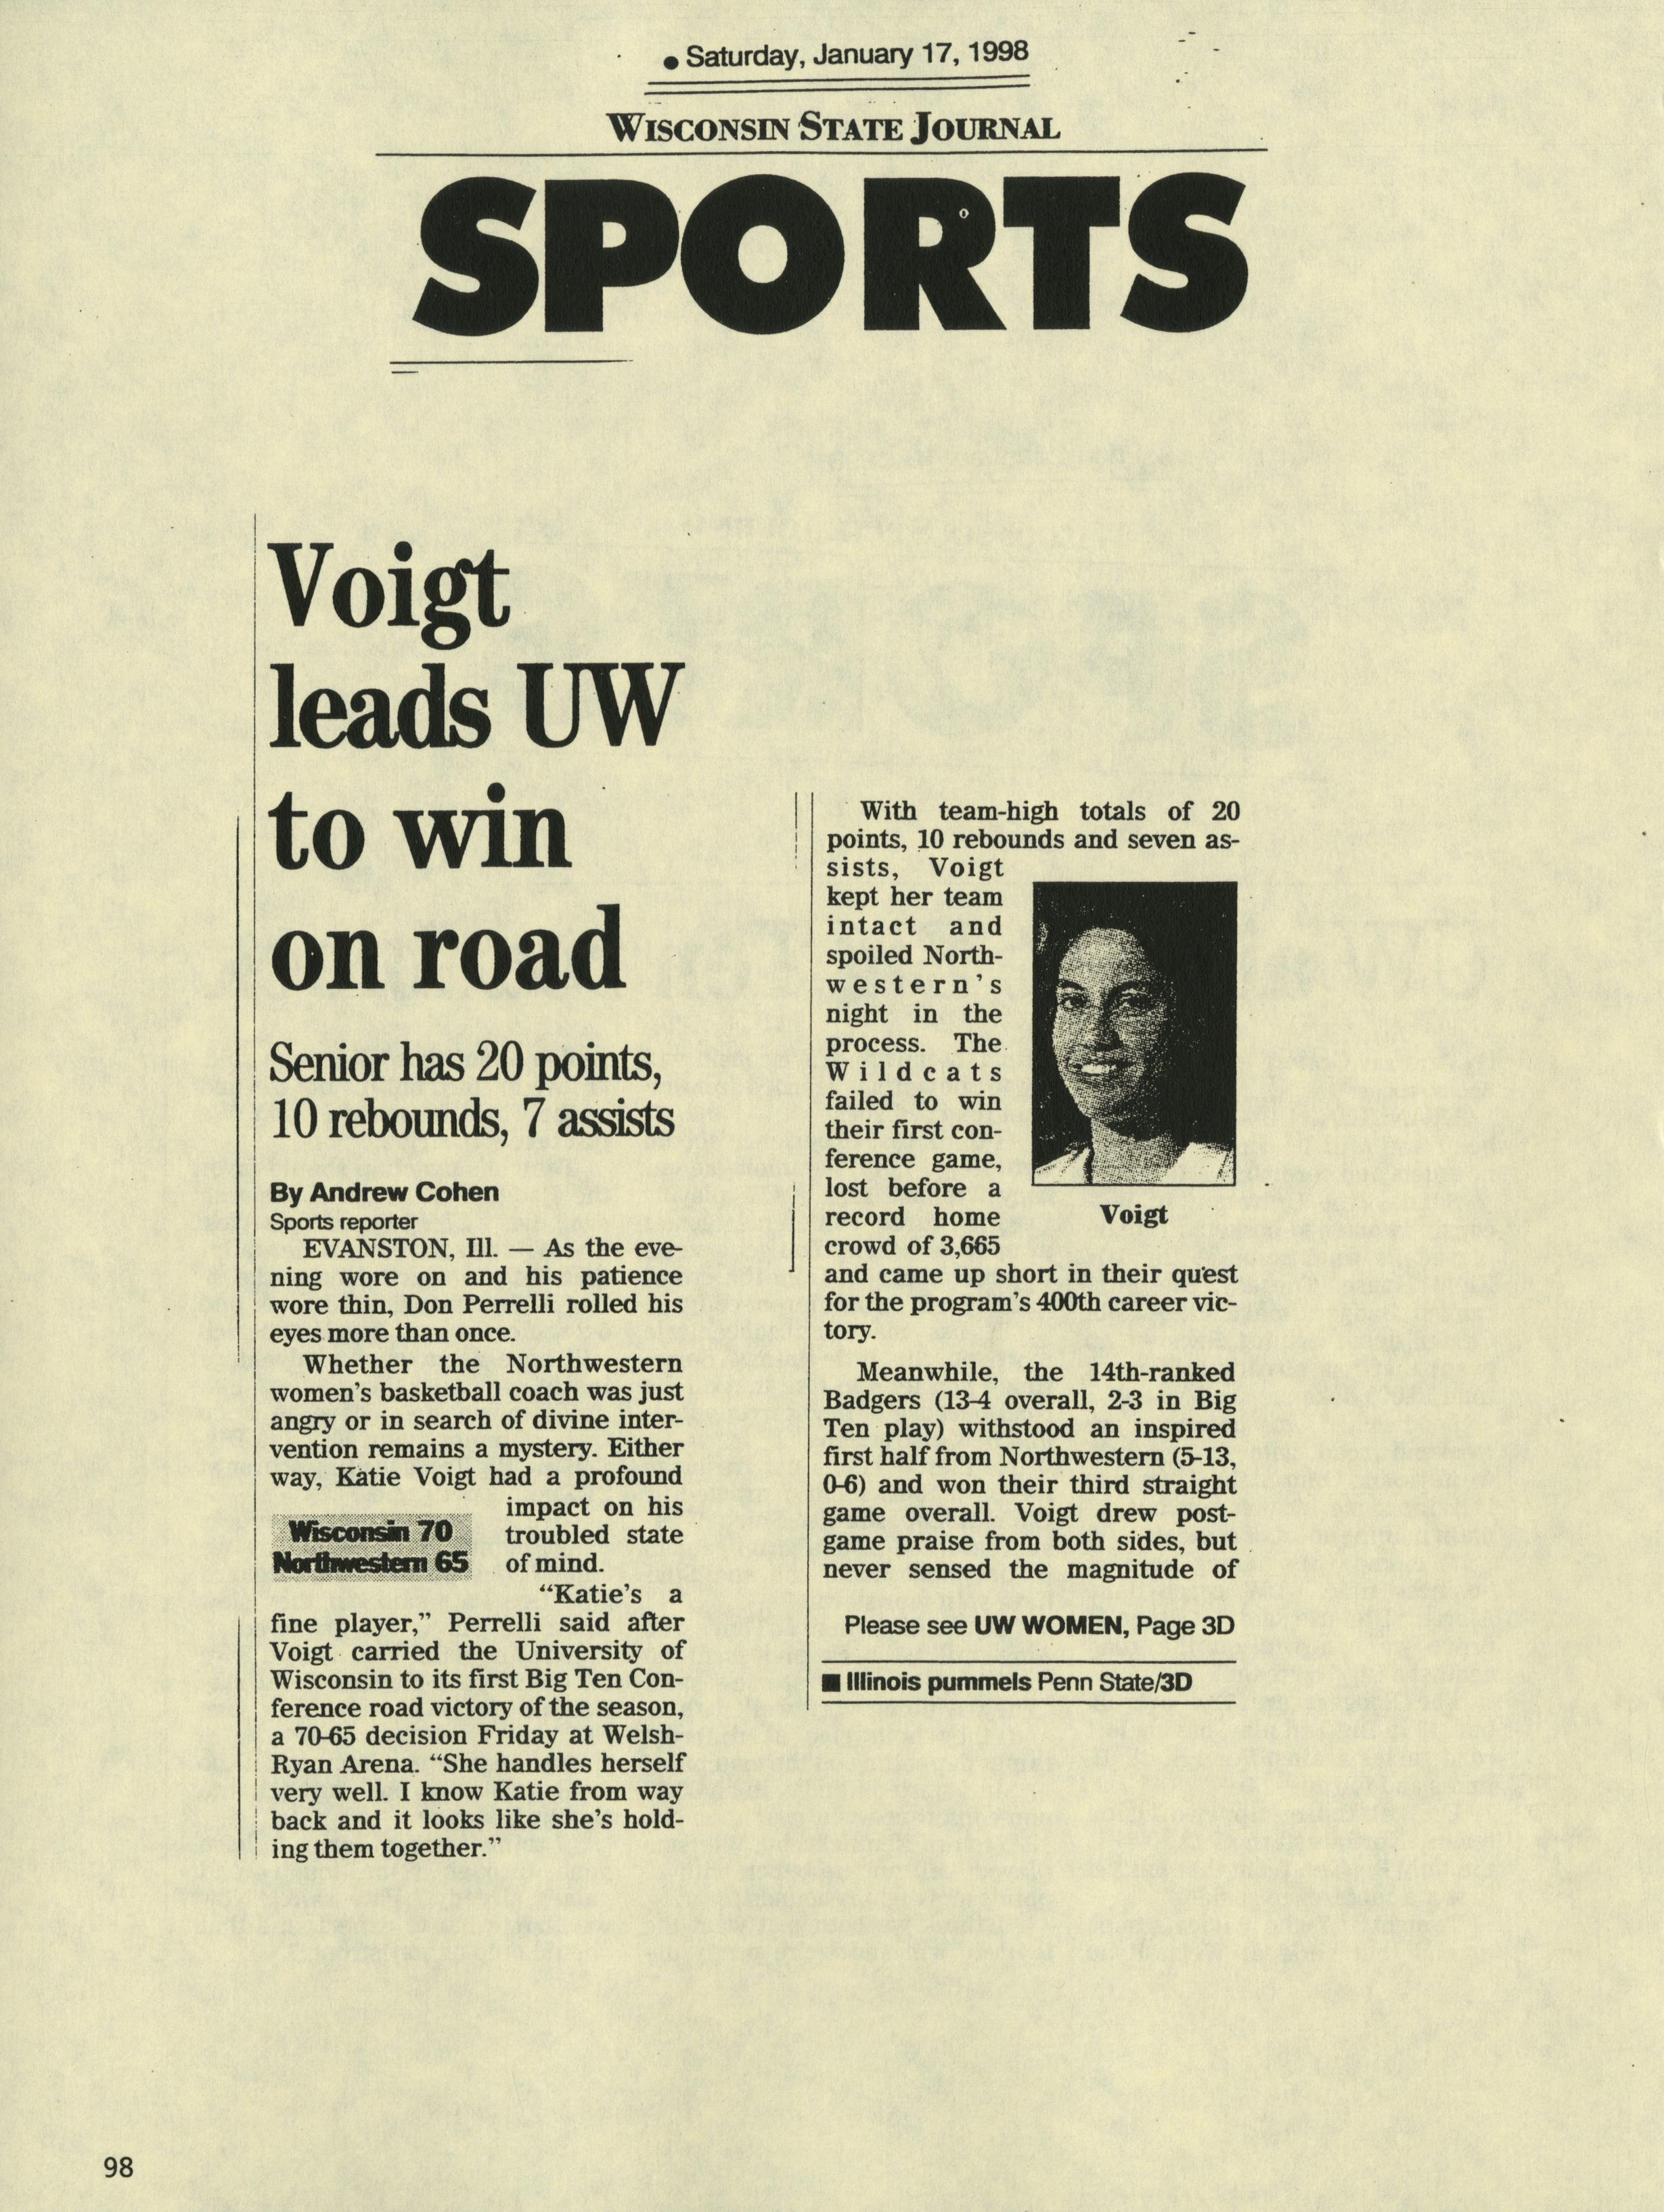 • Saturday, January 17, 1998
WISCONSIN STATE JOURNAL
SPORTS
Voigt
leads UW
to win
on road
Senior has 20 points,
10 rebounds, 7 assists
By Andrew Cohen
Sports reporter
EVANSTON, Ill. — As the eve-
ning wore on and his patience
wore thin, Don Perrelli rolled his
eyes more than once.
Whether the Northwestern
women's basketball coach was just
angry or in search of divine inter-
vention remains a mystery. Either
way, Katie Voigt had a profound
impact on his
troubled state
of mind.
Wisconsin 70
Northwestern 65
“Katie's a
fine player,” Perrelli said after
Voigt carried the University of
Wisconsin to its first Big Ten Con-
ference road victory of the season,
a 70-65 decision Friday at Welsh-
Ryan Arena. “She handles herself
very well. I know Katie from way
back and it looks like she's hold-
ing them together.”
With team-high totals of 20
points, 10 rebounds and seven as-
sists, Voigt
kept her team
intact and
spoiled North-
western's
night in the
process. The
Wildcats
failed to win
their first con-
ference game,
lost before a
record home
crowd of 3,665
Voigt
and came up short in their quest
for the program's 400th career vic-
tory.
Meanwhile, the 14th-ranked
Badgers (13-4 overall, 2-3 in Big
Ten play) withstood an inspired
first half from Northwestern (5-13,
0-6) and won their third straight
game overall. Voigt drew post-
game praise from both sides, but
never sensed the magnitude of
Please see UW WOMEN, Page 3D
■ Illinois pummels Penn State/3D
98